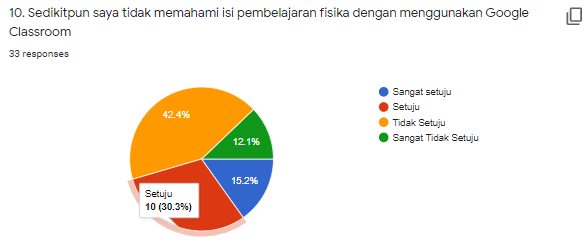 10. Sedikitpun saya tidak memahami isi pembelajaran fisika dengan menggunakan Google
Classroom
33 responses
Sangat setuju
Setuju
Tidak Setuju
Sangat Tidak Setuju
42.4%
12.1%
15.2%
Setuju
10 (30.3%)